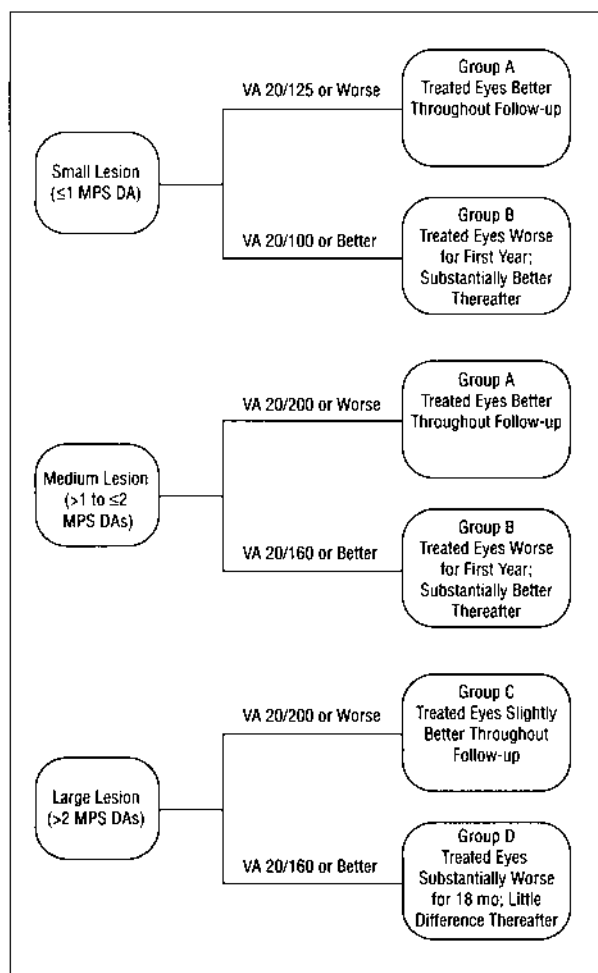 VA 20/125 or Worse
Group A
Treated Eyes Better
Throughout Follow-up
Small Lesion
(≤1 MPS DA)
VA 20/100 or Better
Group B
Treated Eyes Worse
for First Year;
Substantially Better
Thereafter
VA 20/200 or Worse
Group A
Treated Eyes Better
Throughout Follow-up
Medium Lesion
(>1 to ≤2
MPS DAs)
VA 20/160 or Better
Group B
Treated Eyes Worse
for First Year;
Substantially Better
Thereafter
VA 20/200 or Worse
Group C
Treated Eyes Slightly
Better Throughout
Follow-up
Large Lesion
(>2 MPS DAs)
VA 20/160 or Better
Group D
Treated Eyes
Substantially Worse
for 18 mo; Little
Difference Thereafter